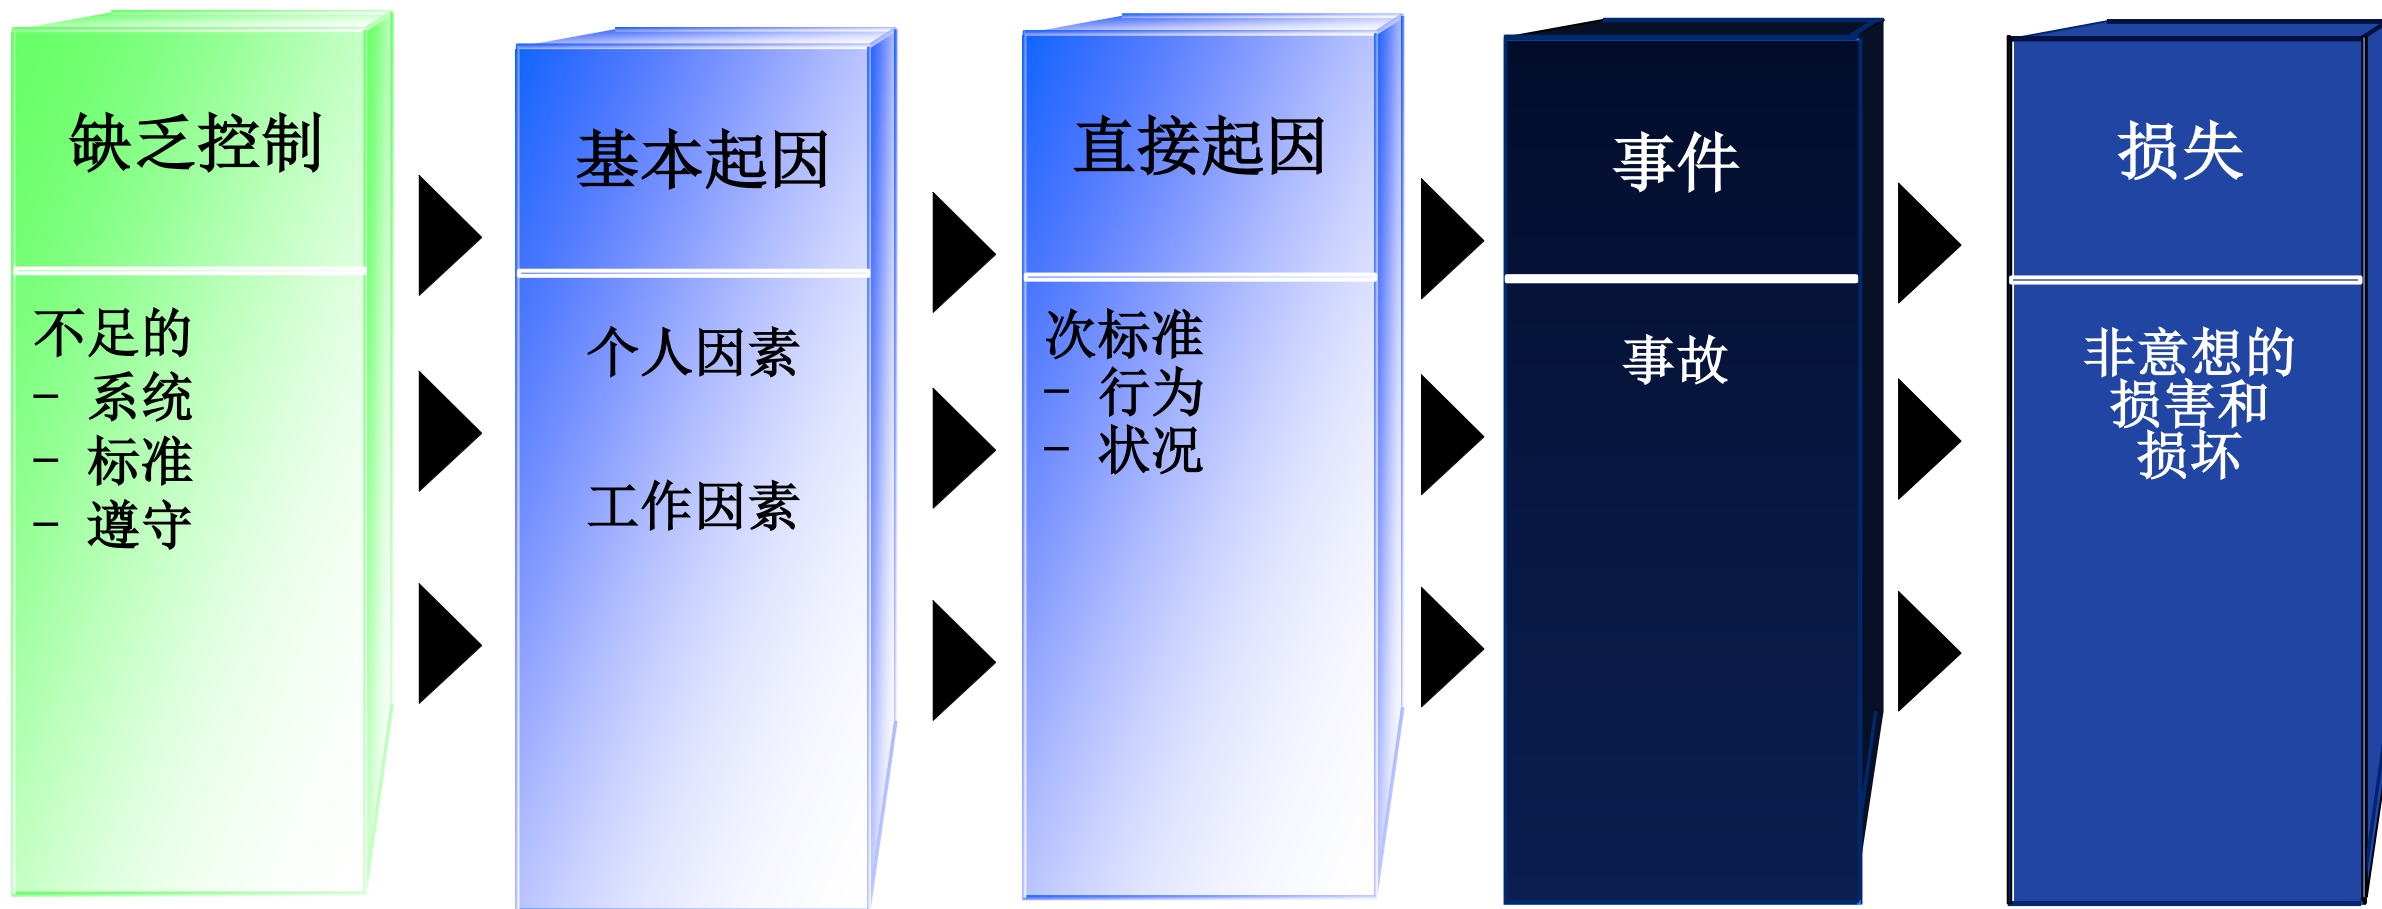 缺乏控制
不足的
- 系统
- 标准
- 遵守
基本起因
个人因素
工作因素
直接起因
次标准
- 行为
- 状况
事件
事故
损失
非意想的
损害和
损坏